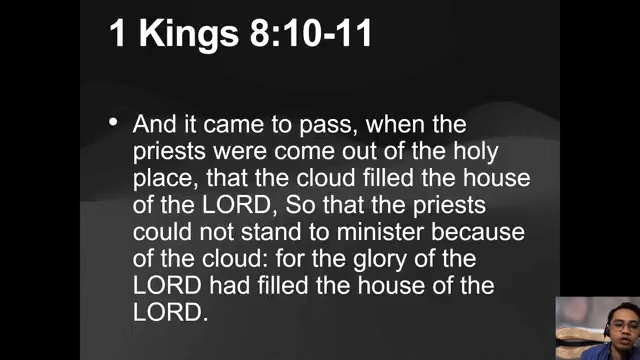 1 Kings 8:10-11
• And it came to pass, when the
priests were come out of the holy
place, that the cloud filled the house
of the LORD, So that the priests
could not stand to minister because
of the cloud: for the glory of the
LORD had filled the house of the
LORD.